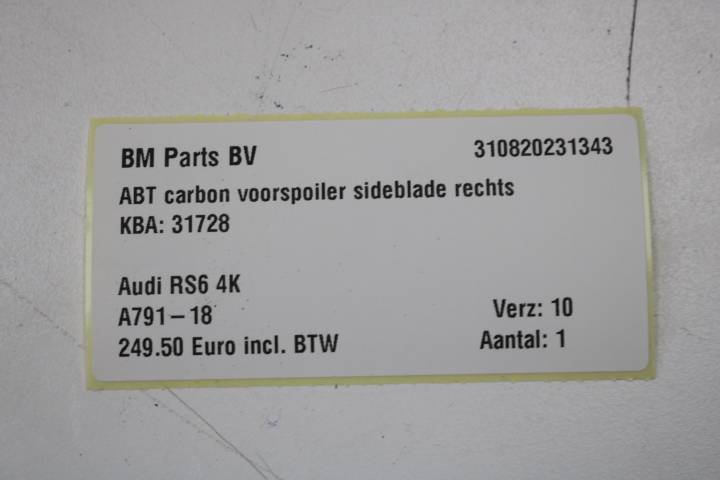 BM Parts BV 310820231343
ABT carbon voorspoiler sideblade rechts
KBA: 31728
Audi RS6 4K
A791-18 Verz: 10
249.50 Euro incl. BTW Aantal: 1